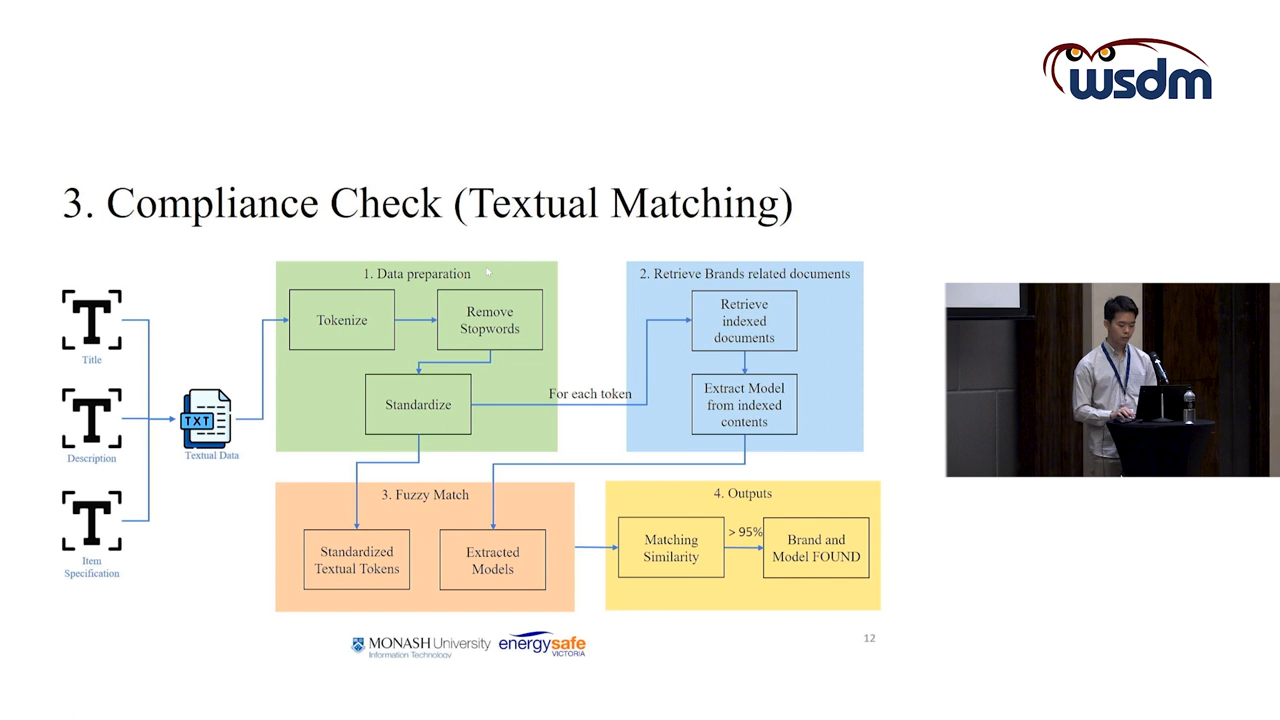 wsdm
3. Compliance Check (Textual Matching)
1. Data preparation
Tokenize
Remove
Stopwords
Standardize
For each token
2. Retrieve Brands related documents
Retrieve
indexed
documents
Extract Model
from indexed
contents
Title
Description
Item
Specification
TXT
Textual Data
3. Fuzzy Match
Standardized
Textual Tokens
Extracted
Models
4. Outputs
Matching
Similarity
> 95%
Brand and
Model FOUND
MONASH University
Information Technology
energysafe
VICTORIA
12